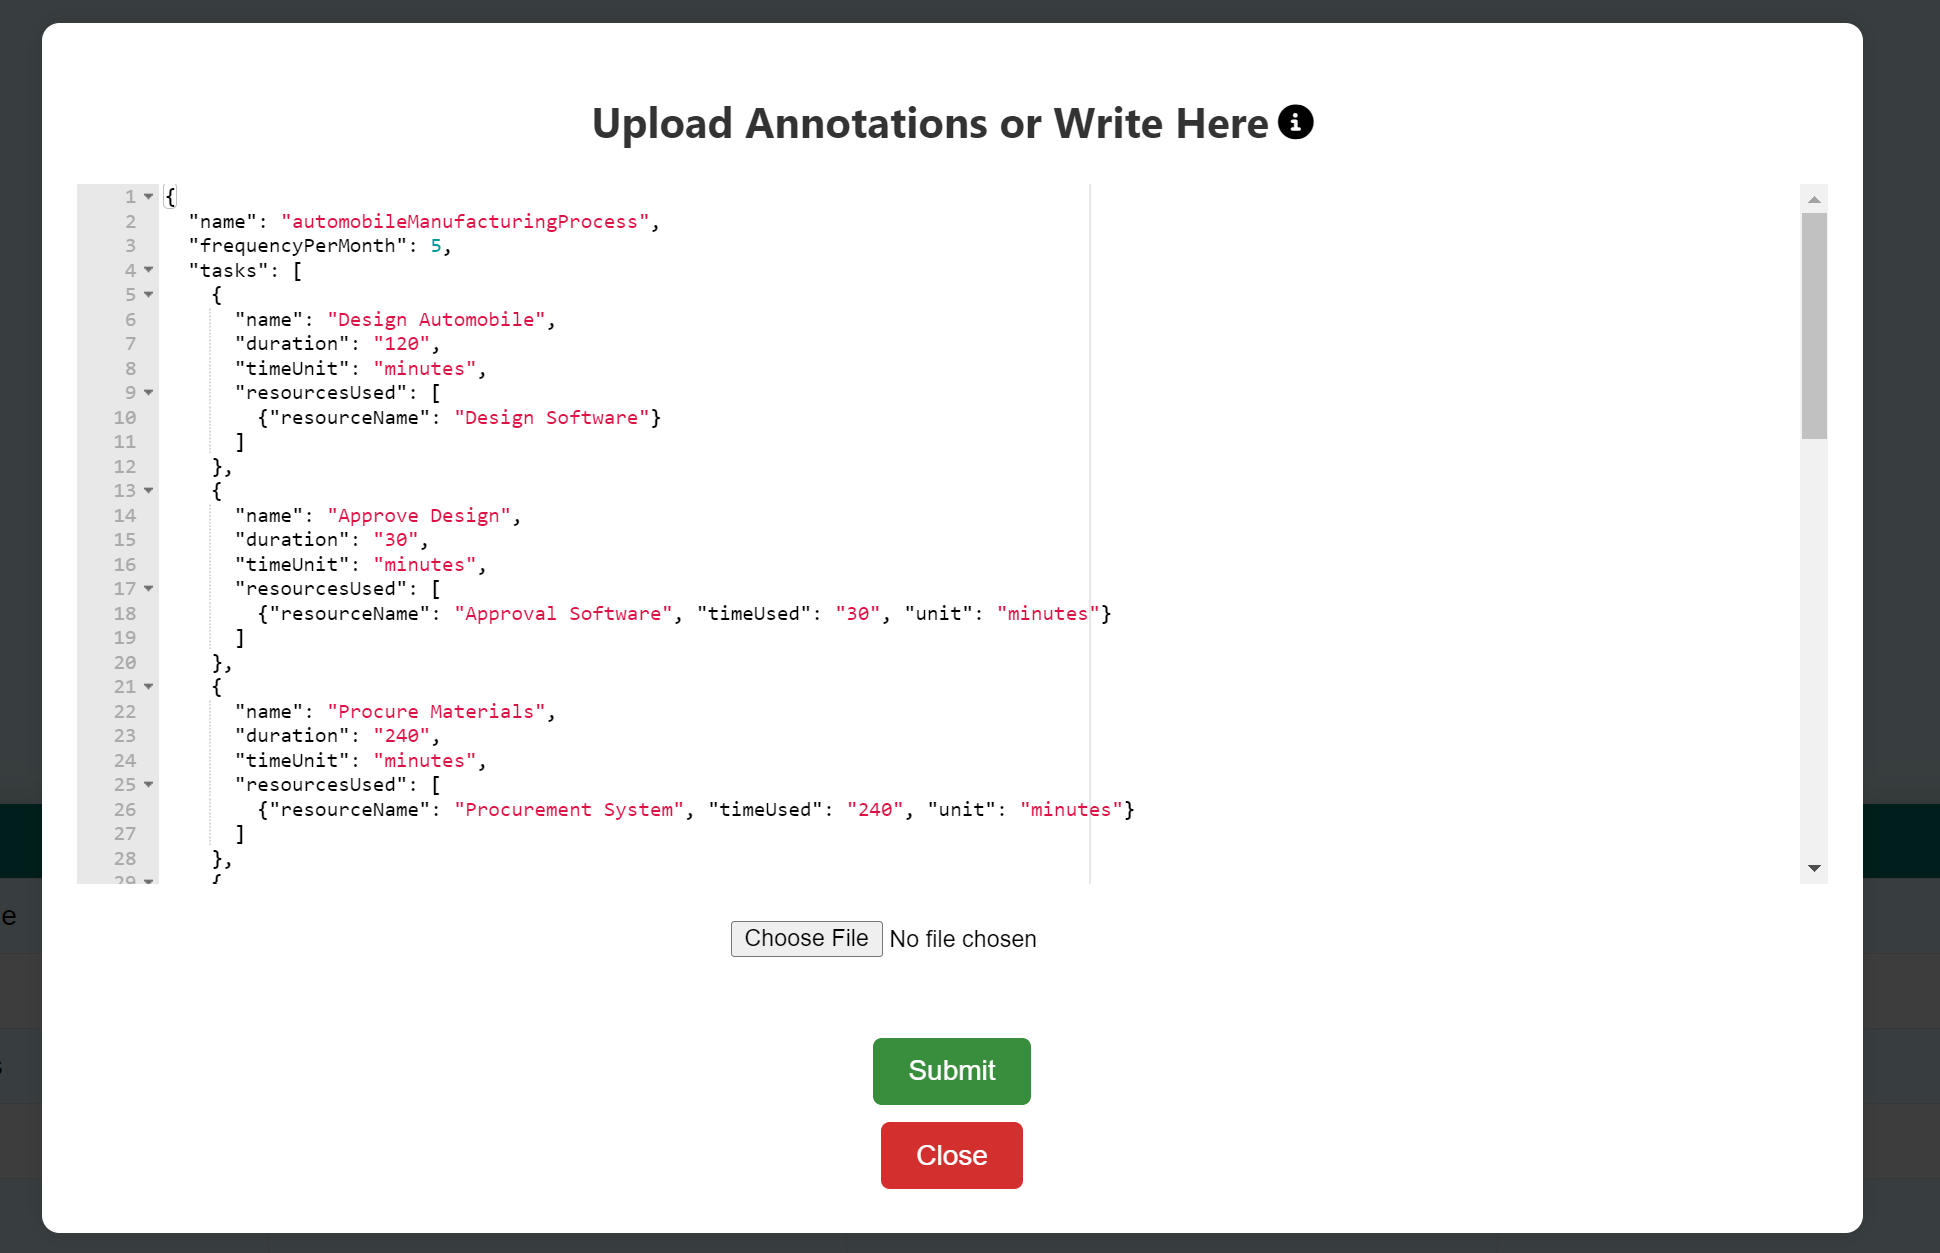 Upload Annotations or Write Here
1 {
2 "name": "automobileManufacturingProcess",
3 "frequencyPerMonth": 5,
4 "tasks": [
5 {
6 "name": "Design Automobile",
7 "duration": "120",
8 "timeUnit": "minutes",
9 "resourcesUsed": [
10 {"resourceName": "Design Software"}
11 ]
12 },
13 {
14 "name": "Approve Design",
15 "duration": "30",
16 "timeUnit": "minutes",
17 "resourcesUsed": [
18 {"resourceName": "Approval Software", "timeUsed": "30", "unit": "minutes"}
19 ]
20 },
21 {
22 "name": "Procure Materials",
23 "duration": "240",
24 "timeUnit": "minutes",
25 "resourcesUsed": [
26 {"resourceName": "Procurement System", "timeUsed": "240", "unit": "minutes"}
27 ]
28 },
29 {
e
Choose File No file chosen
Submit
Close